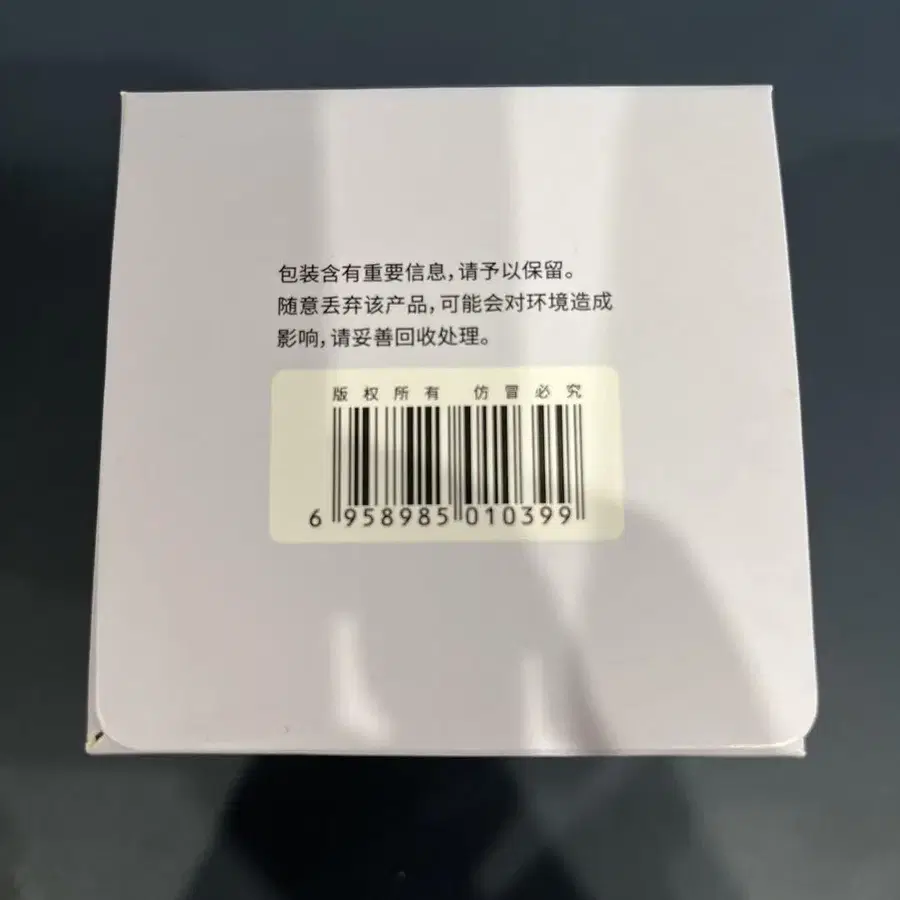 包装含有重要信息，请予以保留。
随意丢弃该产品，可能会对环境造成
影响，请妥善回收处理。
版权所有 仿冒必究
6 958985 010399